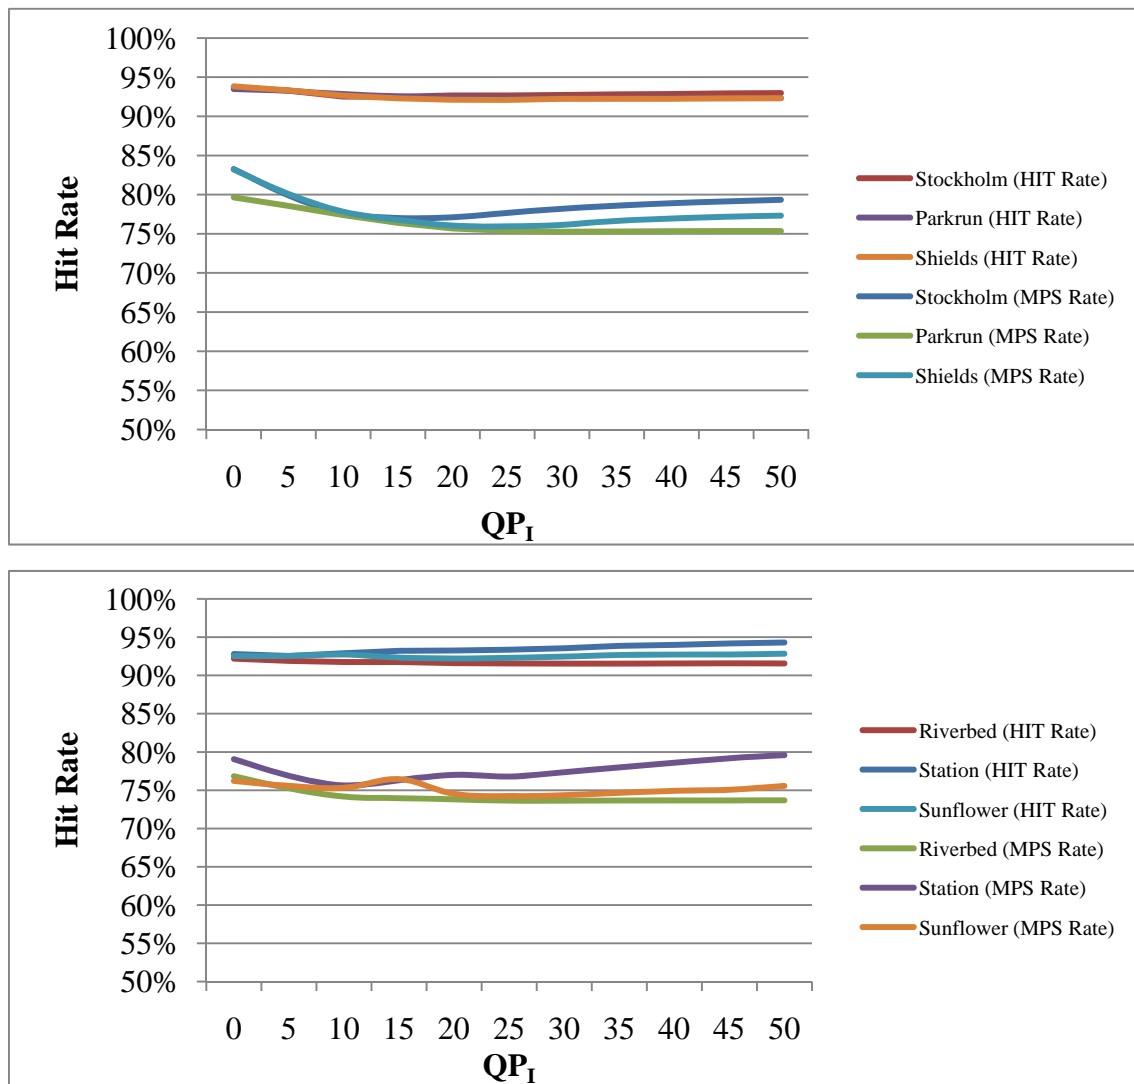 100%
95%
90%
85%
80%
75%
70%
65%
60%
55%
50%
Hit Rate
0 5 10 15 20 25 30 35 40 45 50
QPI
Stockholm (HIT Rate)
Parkrun (HIT Rate)
Shields (HIT Rate)
Stockholm (MPS Rate)
Parkrun (MPS Rate)
Shields (MPS Rate)
100%
95%
90%
85%
80%
75%
70%
65%
60%
55%
50%
Hit Rate
0 5 10 15 20 25 30 35 40 45 50
QPI
Riverbed (HIT Rate)
Station (HIT Rate)
Sunflower (HIT Rate)
Riverbed (MPS Rate)
Station (MPS Rate)
Sunflower (MPS Rate)